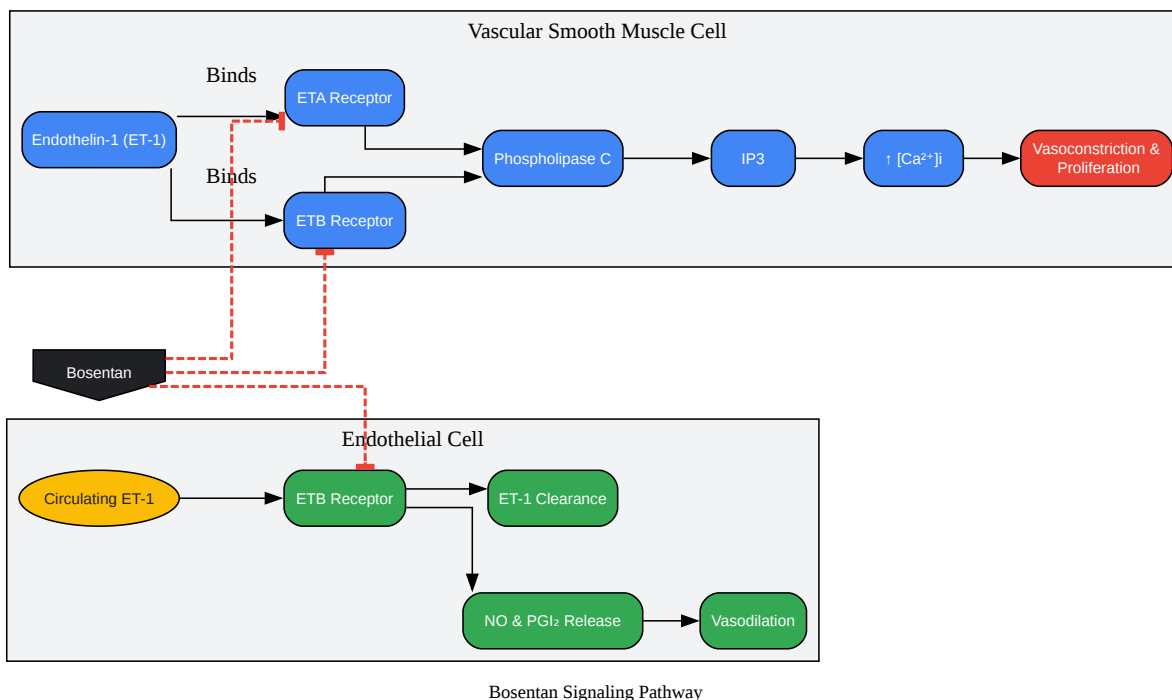 Vascular Smooth Muscle Cell
Binds
ETA Receptor
Endothelin-1 (ET-1)
Phospholipase C
IP3
↑ [Ca²⁺]i
Vasoconstriction &
Proliferation
Binds
ETB Receptor
Bosentan
Endothelial Cell
Circulating ET-1
ETB Receptor
ET-1 Clearance
NO & PGI₂ Release
Vasodilation
Bosentan Signaling Pathway